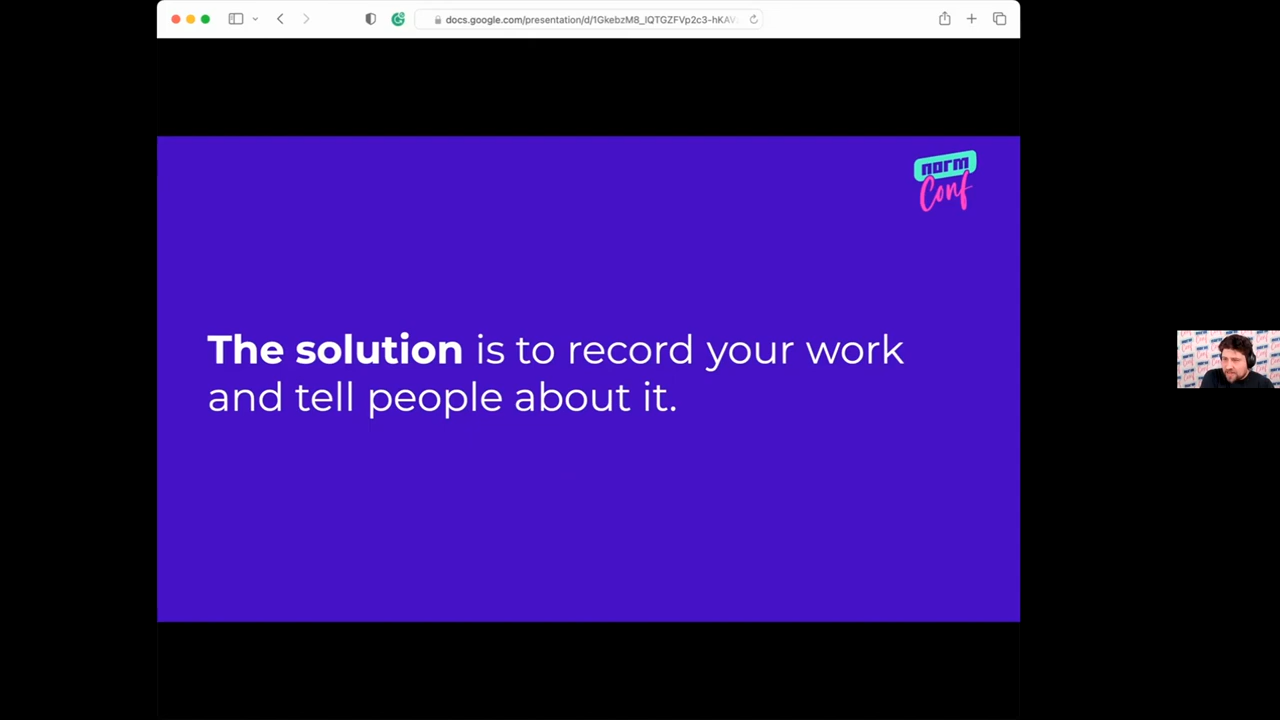 docs.google.com/presentation/d/1GkebzM8_IQTGZFVp2c3-hKAV
norm
Conf
The solution is to record your work
and tell people about it.